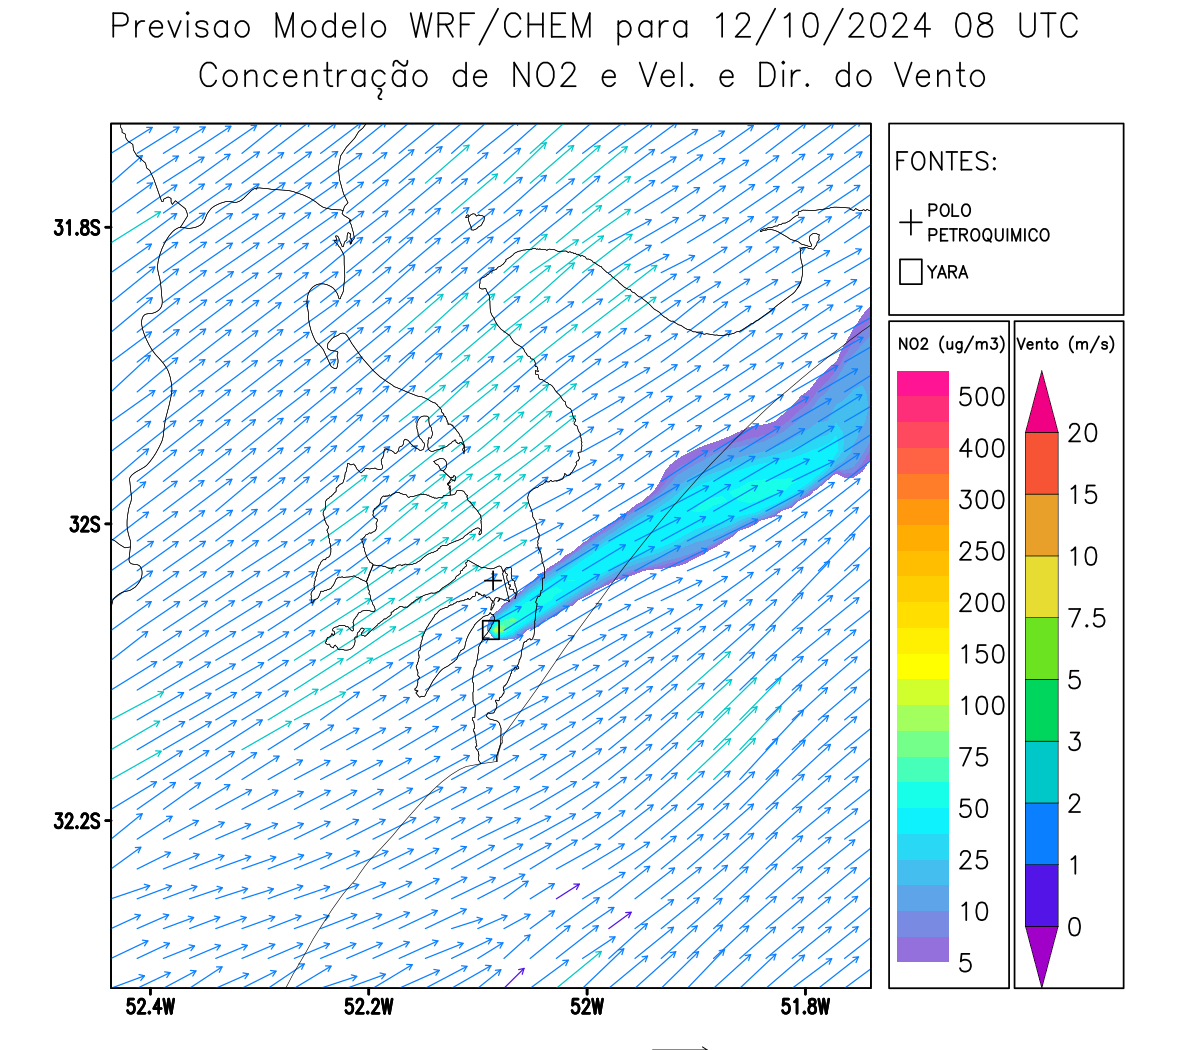 Previsao Modelo WRF/CHEM para 12/10/2024 08 UTC
Concentração de NO2 e Vel. e Dir. do Vento
FONTES:
POLO
PETROQUIMICO
YARA
NO2 (ug/m3)
500
400
300
250
200
150
100
75
50
25
10
5
Vento (m/s)
20
15
10
7.5
5
3
2
1
0
31.8S
32S
32.2S
52.4W
52.2W
52W
51.8W